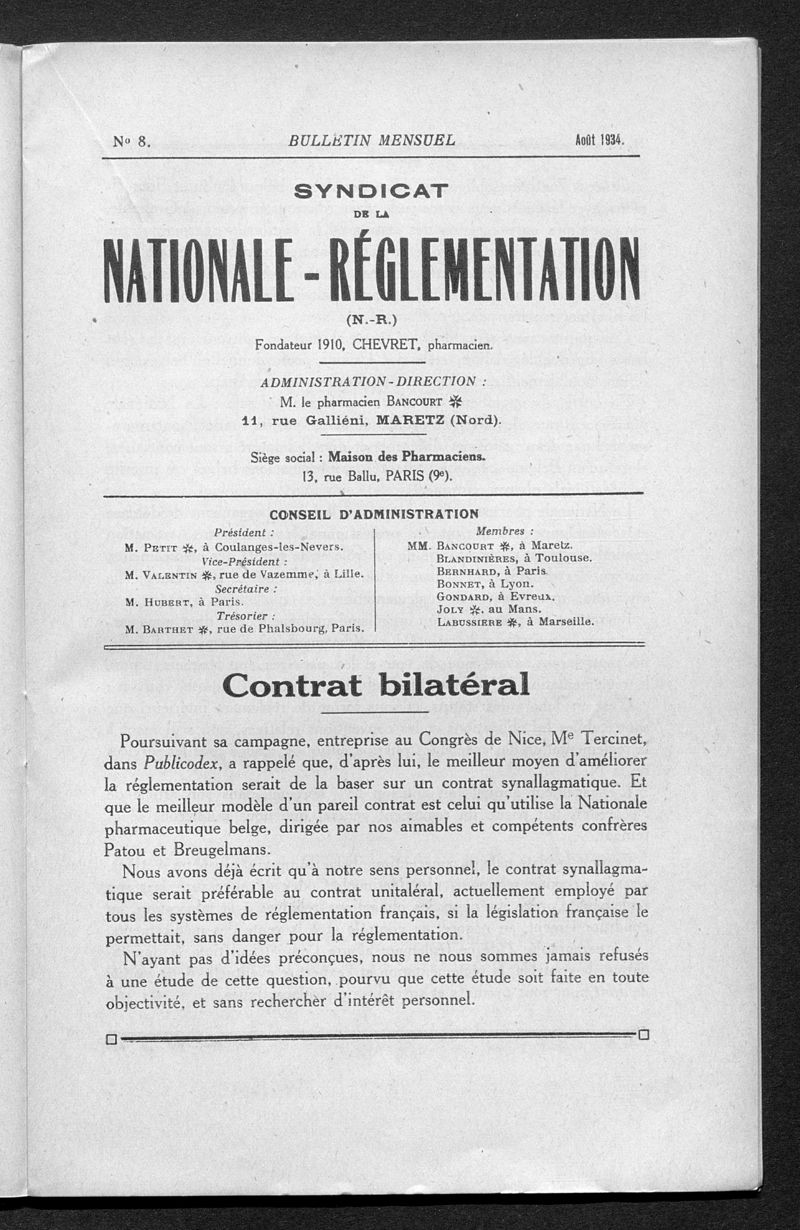 No 8.
BULLETIN MENSUEL
Août 1934.
SYNDICAT
DE LA
NATIONALE-RÉGLEMENTATION
(N.-R.)
Fondateur 1910, CHEVRET, pharmacien.
ADMINISTRATION-DIRECTION :
M. le pharmacien BANCOURT ✻
11, rue Galliéni, MARETZ (Nord).
Siège social : Maison des Pharmaciens.
13, rue Ballu, PARIS (9e).
CONSEIL D'ADMINISTRATION
Président :
M. PETIT ✻, à Coulanges-les-Nevers.
Vice-Président :
M. VALENTIN ✻, rue de Vazemme, à Lille.
Secrétaire :
M. HUBERT, à Paris.
Trésorier :
M. BARTHET ✻, rue de Phalsbourg, Paris.
Membres :
MM. BANCOURT ✻, à Maretz.
BLANDINIÈRES, à Toulouse.
BERNHARD, à Paris
BONNET, à Lyon.
GONDARD, à Evreux.
JOLY ✻, au Mans.
LABUSSIERE ✻, à Marseille.
Contrat bilatéral
Poursuivant sa campagne, entreprise au Congrès de Nice, Me Tercinet,
dans Publicodex, a rappelé que, d'après lui, le meilleur moyen d'améliorer
la réglementation serait de la baser sur un contrat synallagmatique. Et
que le meilleur modèle d'un pareil contrat est celui qu'utilise la Nationale
pharmaceutique belge, dirigée par nos aimables et compétents confrères
Patou et Breugelmans.
Nous avons déjà écrit qu'à notre sens personnel, le contrat synallagma-
tique serait préférable au contrat unitaléral, actuellement employé par
tous les systèmes de réglementation français, si la législation française le
permettait, sans danger pour la réglementation.
N'ayant pas d'idées préconçues, nous ne nous sommes jamais refusés
à une étude de cette question, pourvu que cette étude soit faite en toute
objectivité, et sans recherchèr d'intérêt personnel.